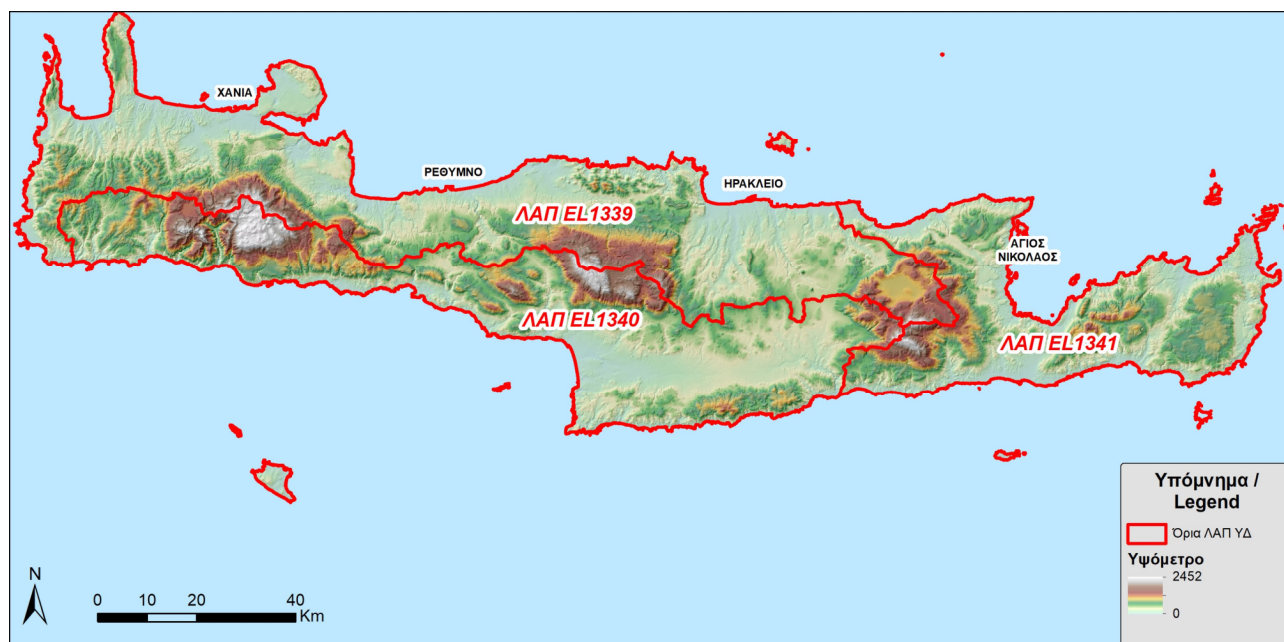 ΧΑΝΙΑ
ΡΕΘΥΜΝΟ
ΗΡΑΚΛΕΙΟ
ΛΑΠ EL1339
ΑΓΙΟΣ
ΝΙΚΟΛΑΟΣ
ΛΑΠ EL1340
ΛΑΠ EL1341
Υπόμνημα /
Legend
Όρια ΛΑΠ ΥΔ
Υψόμετρο
2452
0
N
0 10 20 40
Km